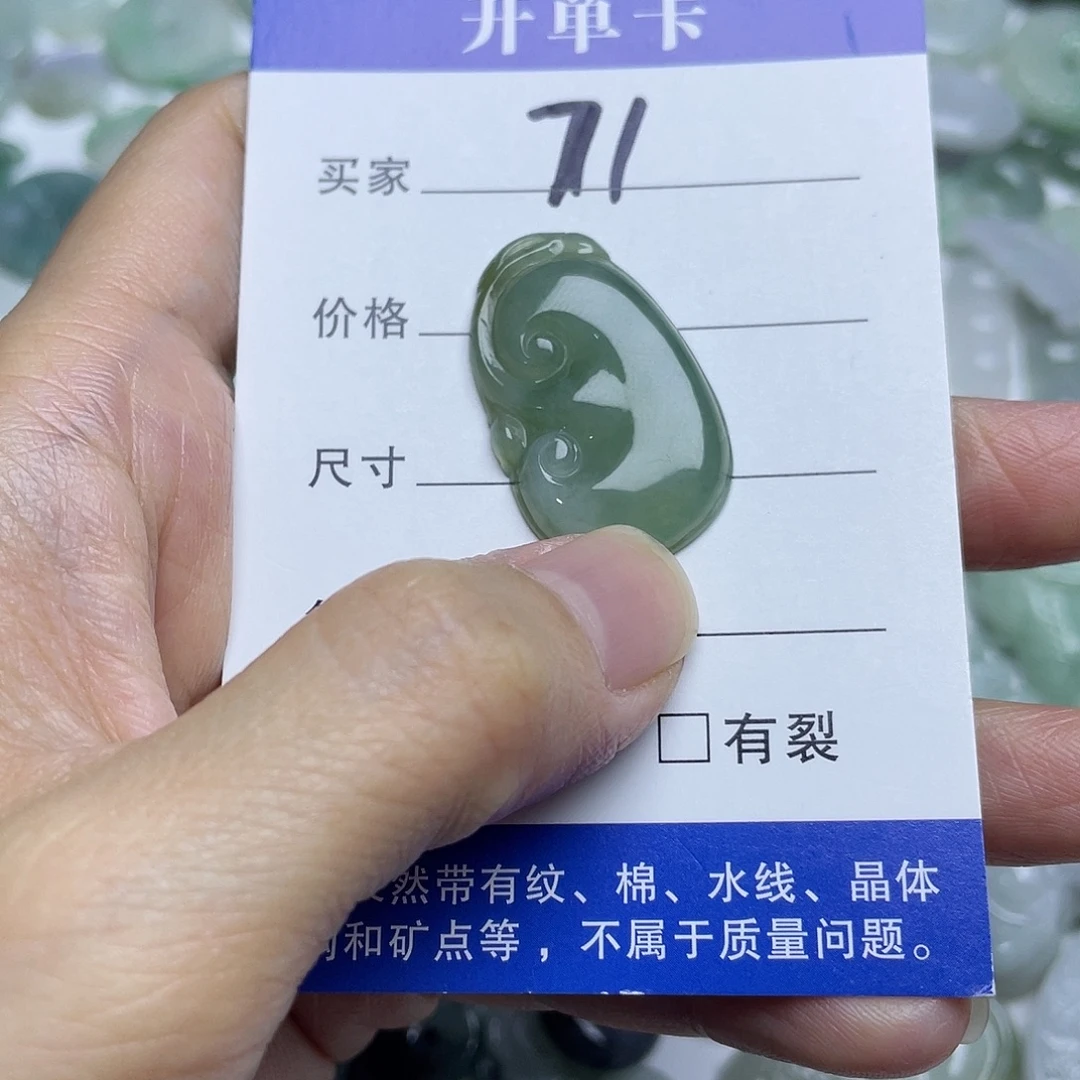 开单卡
买家 71
价格
尺寸
□有裂
然带有纹、棉、水线、晶体
和矿点等，不属于质量问题。